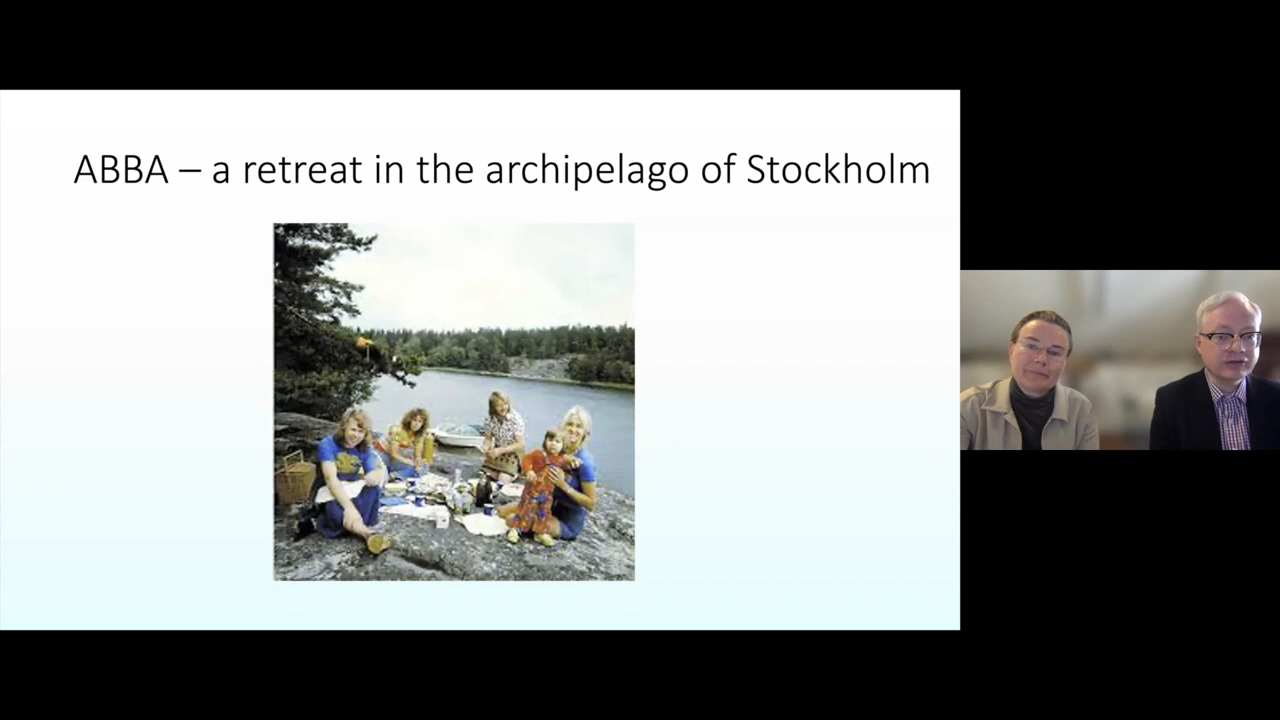 ABBA – a retreat in the archipelago of Stockholm